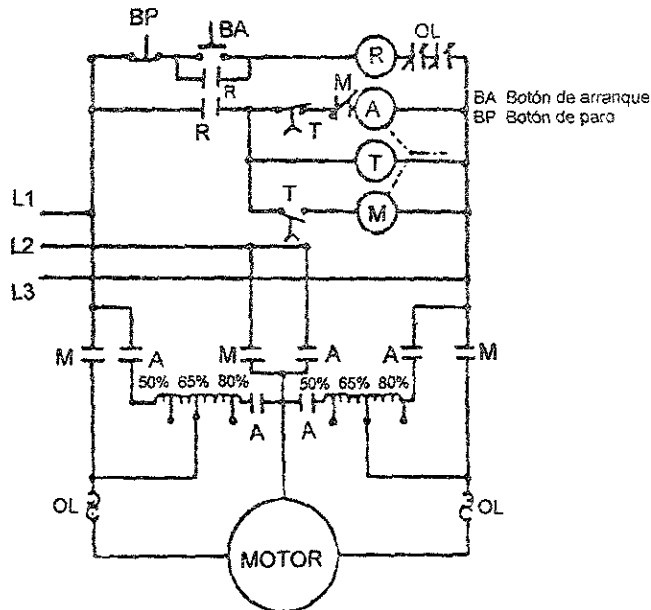 BP
BA
R
OL
R
R
T
M
A
BA Botón de arranque
BP Botón de paro
T
T
M
L1
L2
L3
M
A
M
A
A
M
50% 65% 80%
50% 65% 80%
A
A
OL
OL
MOTOR